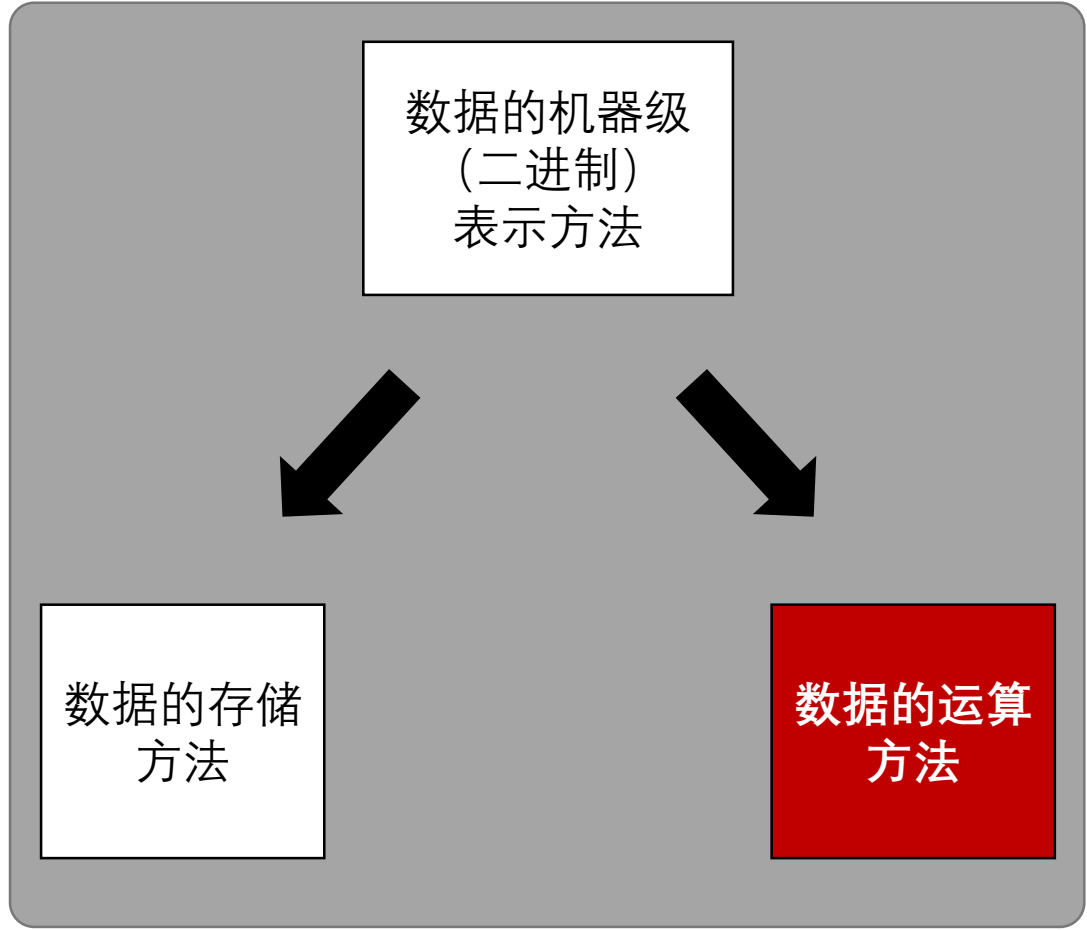 数据的机器级
（二进制）
表示方法
数据的存储
方法
数据的运算
方法